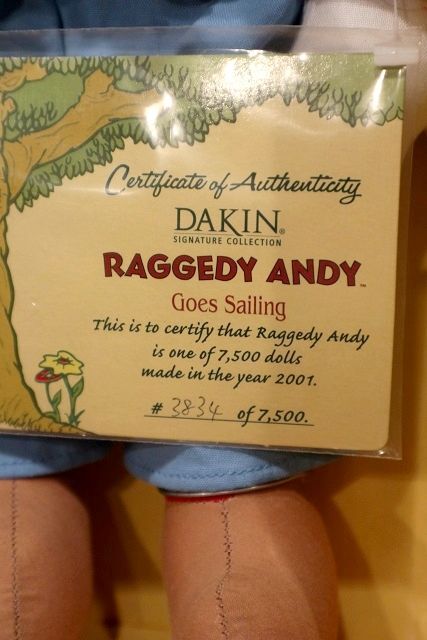 Certificate of Authenticity
DAKIN®
SIGNATURE COLLECTION
RAGGEDY ANDY™
Goes Sailing
This is to certify that Raggedy Andy
is one of 7,500 dolls
made in the year 2001.
# 3834 of 7,500.